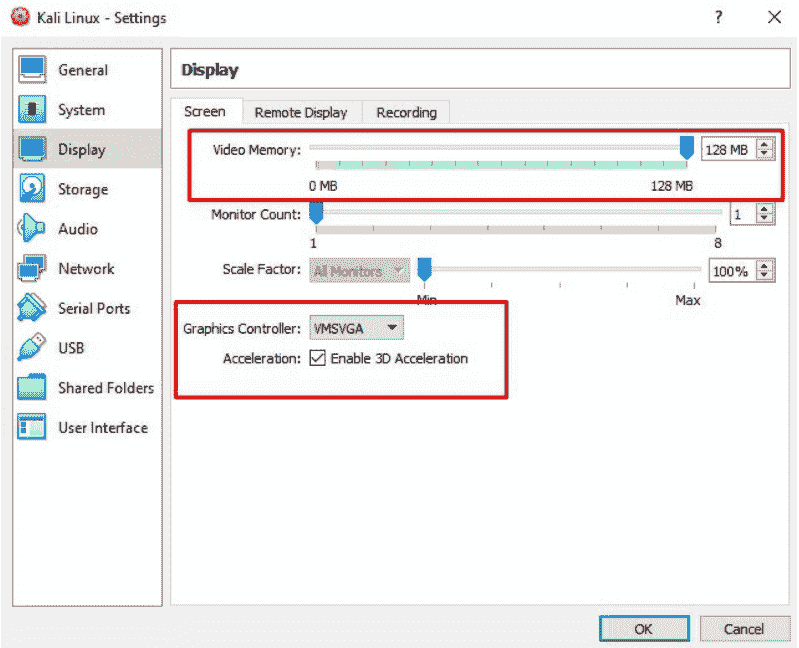 Kali Linux - Settings
?
General
System
Display
Storage
Audio
Network
Serial Ports
USB
Shared Folders
User Interface
Display
Screen Remote Display Recording
Video Memory: 128 MB
0 MB 128 MB
Monitor Count: 1
1 8
Scale Factor: All Monitors 100%
Min Max
Graphics Controller: VMSVGA
Acceleration: Enable 3D Acceleration
OK Cancel